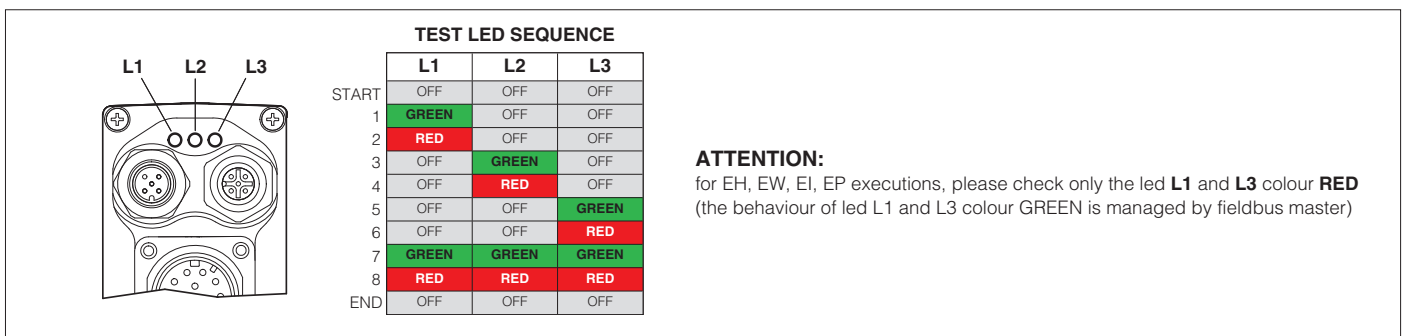 TEST LED SEQUENCE
L1 L2 L3
L1 L2 L3
START OFF OFF OFF
1 GREEN OFF OFF
2 RED OFF OFF
3 OFF GREEN OFF
4 OFF RED OFF
5 OFF OFF GREEN
6 OFF OFF RED
7 GREEN GREEN GREEN
8 RED RED RED
END OFF OFF OFF
ATTENTION:
for EH, EW, EI, EP executions, please check only the led L1 and L3 colour RED
(the behaviour of led L1 and L3 colour GREEN is managed by fieldbus master)